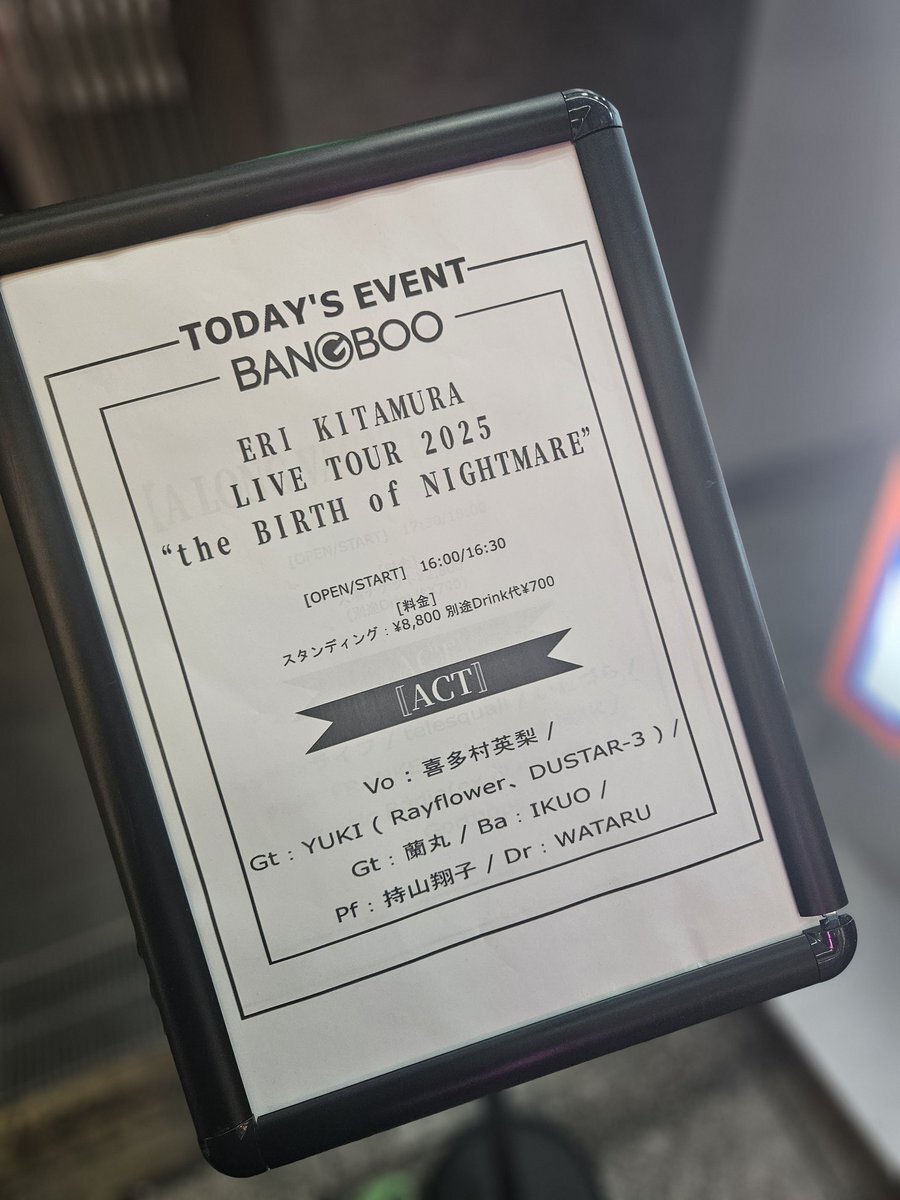 TODAY'S EVENT
BANGBOO
ERI KITAMURA
LIVE TOUR 2025
“the BIRTH of NIGHTMARE”
[OPEN/START] 16:00/16:30
[料金]
スタンディング：¥8,800 別途Drink代¥700
〚ACT〛
Vo：喜多村英梨 /
Gt：YUKI ( Rayflower、DUSTAR-3 ) /
Gt：蘭丸 / Ba：IKUO /
Pf：持山翔子 / Dr：WATARU